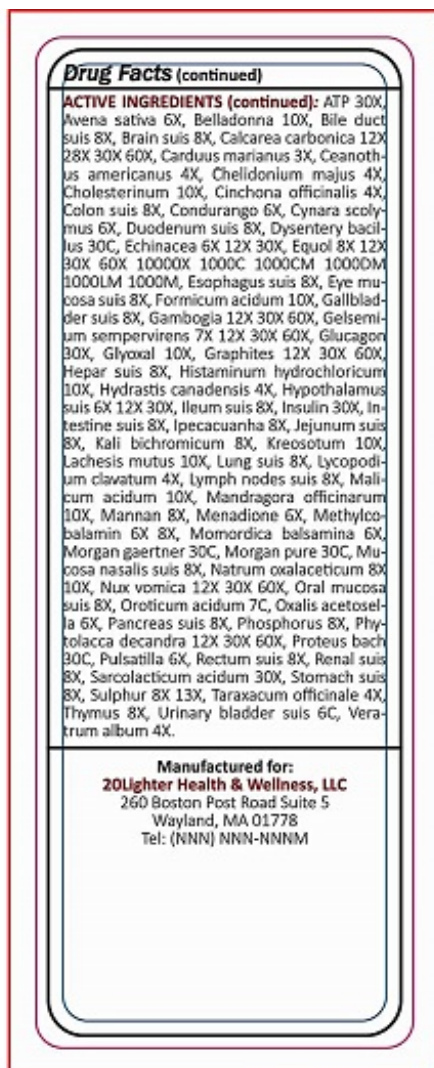 Drug Facts (continued)
ACTIVE INGREDIENTS (continued): ATP 30X,
Avena sativa 6X, Belladonna 10X, Bile duct
suis 8X, Brain suis 8X, Calcarea carbonica 12X
28X 30X 60X, Carduus marianus 3X, Ceanoth-
us americanus 4X, Chelidonium majus 4X,
Cholesterinum 10X, Cinchona officinalis 4X,
Colon suis 8X, Condurango 6X, Cynara scoly-
mus 6X, Duodenum suis 8X, Dysentery bacil-
lus 30C, Echinacea 6X 12X 30X, Equol 8X 12X
30X 60X 10000X 1000C 1000CM 1000DM
1000LM 1000M, Esophagus suis 8X, Eye mu-
cosa suis 8X, Formicum acidum 10X, Gallblad-
der suis 8X, Gambogia 12X 30X 60X, Gelsemi-
um sempervirens 7X 12X 30X 60X, Glucagon
30X, Glyoxal 10X, Graphites 12X 30X 60X,
Hepar suis 8X, Histaminum hydrochloricum
10X, Hydrastis canadensis 4X, Hypothalamus
suis 6X 12X 30X, Ileum suis 8X, Insulin 30X, In-
testine suis 8X, Ipecacuanha 8X, Jejunum suis
8X, Kali bichromicum 8X, Kreosotum 10X,
Lachesis mutus 10X, Lung suis 8X, Lycopodi-
um clavatum 4X, Lymph nodes suis 8X, Mali-
cum acidum 10X, Mandragora officinarum
10X, Mannan 8X, Menadione 6X, Methylco-
balamin 6X 8X, Momordica balsamina 6X,
Morgan gaertner 30C, Morgan pure 30C, Mu-
cosa nasalis suis 8X, Natrum oxalaceticum 8X
10X, Nux vomica 12X 30X 60X, Oral mucosa
suis 8X, Oroticum acidum 7C, Oxalis acetosel-
la 6X, Pancreas suis 8X, Phosphorus 8X, Phy-
tolacca decandra 12X 30X 60X, Proteus bach
30C, Pulsatilla 6X, Rectum suis 8X, Renal suis
8X, Sarcolacticum acidum 30X, Stomach suis
8X, Sulphur 8X 13X, Taraxacum officinale 4X,
Thymus 8X, Urinary bladder suis 6C, Vera-
trum album 4X.
Manufactured for:
20Lighter Health & Wellness, LLC
260 Boston Post Road Suite 5
Wayland, MA 01778
Tel: (NNN) NNN-NNNM